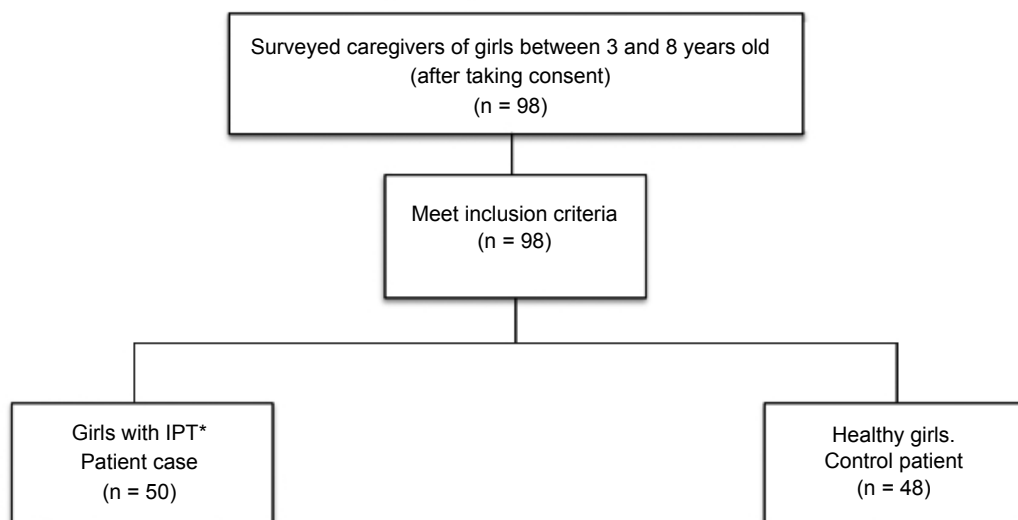 Surveyed caregivers of girls between 3 and 8 years old
(after taking consent)
(n = 98)
Meet inclusion criteria
(n = 98)
Girls with IPT*
Patient case
(n = 50)
Healthy girls.
Control patient
(n = 48)